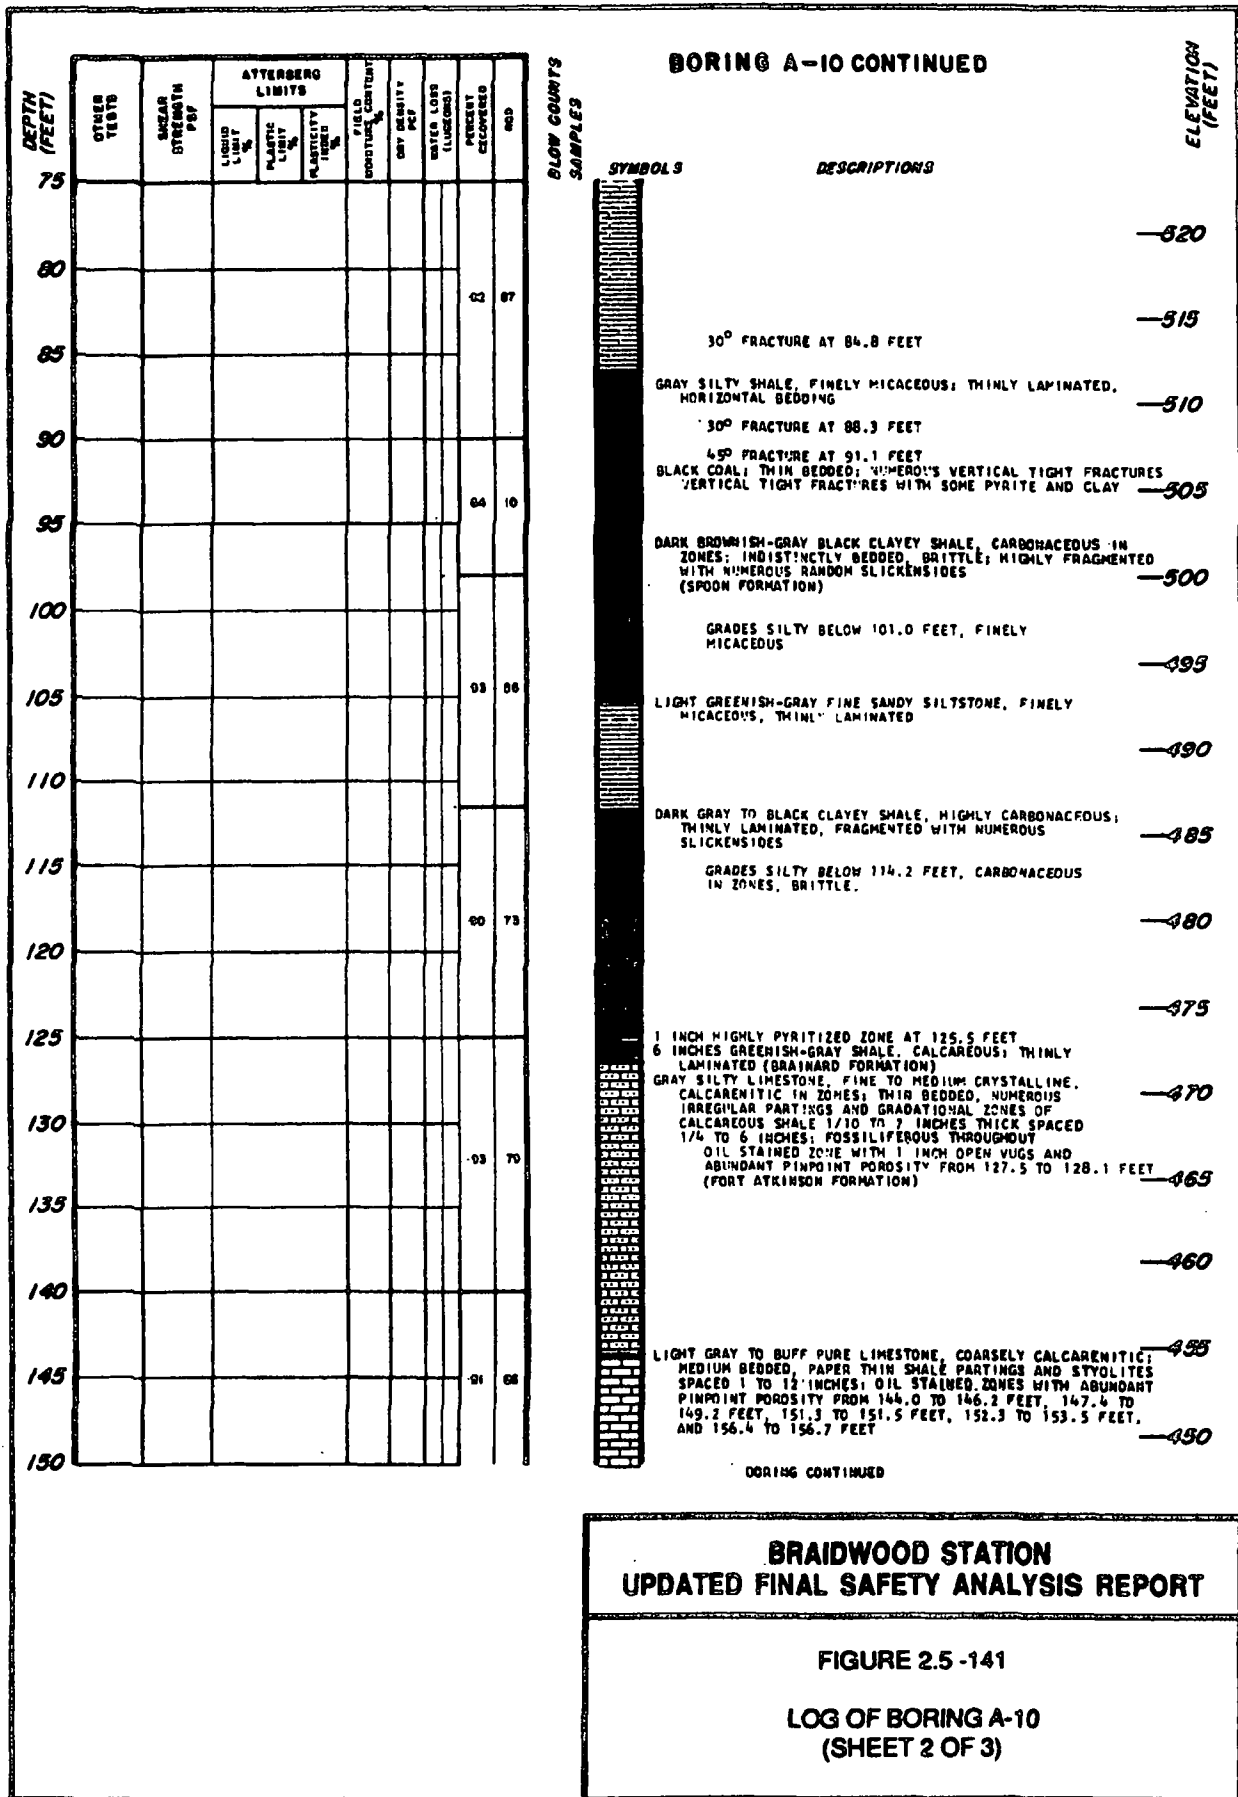 BORING A-10 CONTINUED
DEPTH (FEET)
OTHER TESTS
SHEAR STRENGTH PSF
ATTERBERG LIMITS
LIQUID LIMIT %
PLASTIC LIMIT %
PLASTICITY INDEX %
FIELD MOISTURE CONTENT %
DRY DENSITY PCF
WATER LOSS (LUGEONS)
PERCENT RECOVERED
RQD
BLOW COUNTS
SAMPLES
SYMBOLS
DESCRIPTIONS
ELEVATION (FEET)
75
520
80
87
515
30° FRACTURE AT 84.8 FEET
85
GRAY SILTY SHALE, FINELY MICACEOUS; THINLY LAMINATED,
HORIZONTAL BEDDING
510
30° FRACTURE AT 88.3 FEET
90
45° FRACTURE AT 91.1 FEET
BLACK COAL; THIN BEDDED; NUMEROUS VERTICAL TIGHT FRACTURES
VERTICAL TIGHT FRACTURES WITH SOME PYRITE AND CLAY
505
64 10
95
DARK BROWNISH-GRAY BLACK CLAYEY SHALE, CARBONACEOUS IN
ZONES; INDISTINCTLY BEDDED, BRITTLE; HIGHLY FRAGMENTED
WITH NUMEROUS RANDOM SLICKENSIDES
(SPOON FORMATION)
500
100
GRADES SILTY BELOW 101.0 FEET, FINELY
MICACEOUS
495
93 86
105
LIGHT GREENISH-GRAY FINE SANDY SILTSTONE, FINELY
MICACEOUS, THINLY LAMINATED
490
110
DARK GRAY TO BLACK CLAYEY SHALE, HIGHLY CARBONACEOUS;
THINLY LAMINATED, FRAGMENTED WITH NUMEROUS
SLICKENSIDES
485
115
GRADES SILTY BELOW 114.2 FEET, CARBONACEOUS
IN ZONES, BRITTLE.
73
480
120
475
125
1 INCH HIGHLY PYRITIZED ZONE AT 125.5 FEET
6 INCHES GREENISH-GRAY SHALE, CALCAREOUS; THINLY
LAMINATED (BRAINARD FORMATION)
GRAY SILTY LIMESTONE, FINE TO MEDIUM CRYSTALLINE,
CALCARENITIC IN ZONES; THIN BEDDED, NUMEROUS
IRREGULAR PARTINGS AND GRADATIONAL ZONES OF
CALCAREOUS SHALE 1/10 TO INCHES THICK SPACED
1/4 TO 6 INCHES; FOSSILIFEROUS THROUGHOUT
OIL STAINED ZONE WITH 1 INCH OPEN VUGS AND
ABUNDANT PINPOINT POROSITY FROM 127.5 TO 128.1 FEET
(FORT ATKINSON FORMATION)
470
130
93 79
465
135
460
140
455
LIGHT GRAY TO BUFF PURE LIMESTONE, COARSELY CALCARENITIC;
MEDIUM BEDDED, PAPER THIN SHALE PARTINGS AND STYOLITES
SPACED 1 TO 12 INCHES; OIL STAINED ZONES WITH ABUNDANT
PINPOINT POROSITY FROM 144.0 TO 146.2 FEET, 147.4 TO
149.2 FEET, 151.3 TO 151.5 FEET, 152.3 TO 153.5 FEET,
AND 156.4 TO 156.7 FEET
145
91
450
150
BORING CONTINUED
BRAIDWOOD STATION
UPDATED FINAL SAFETY ANALYSIS REPORT
FIGURE 2.5 -141
LOG OF BORING A-10
(SHEET 2 OF 3)